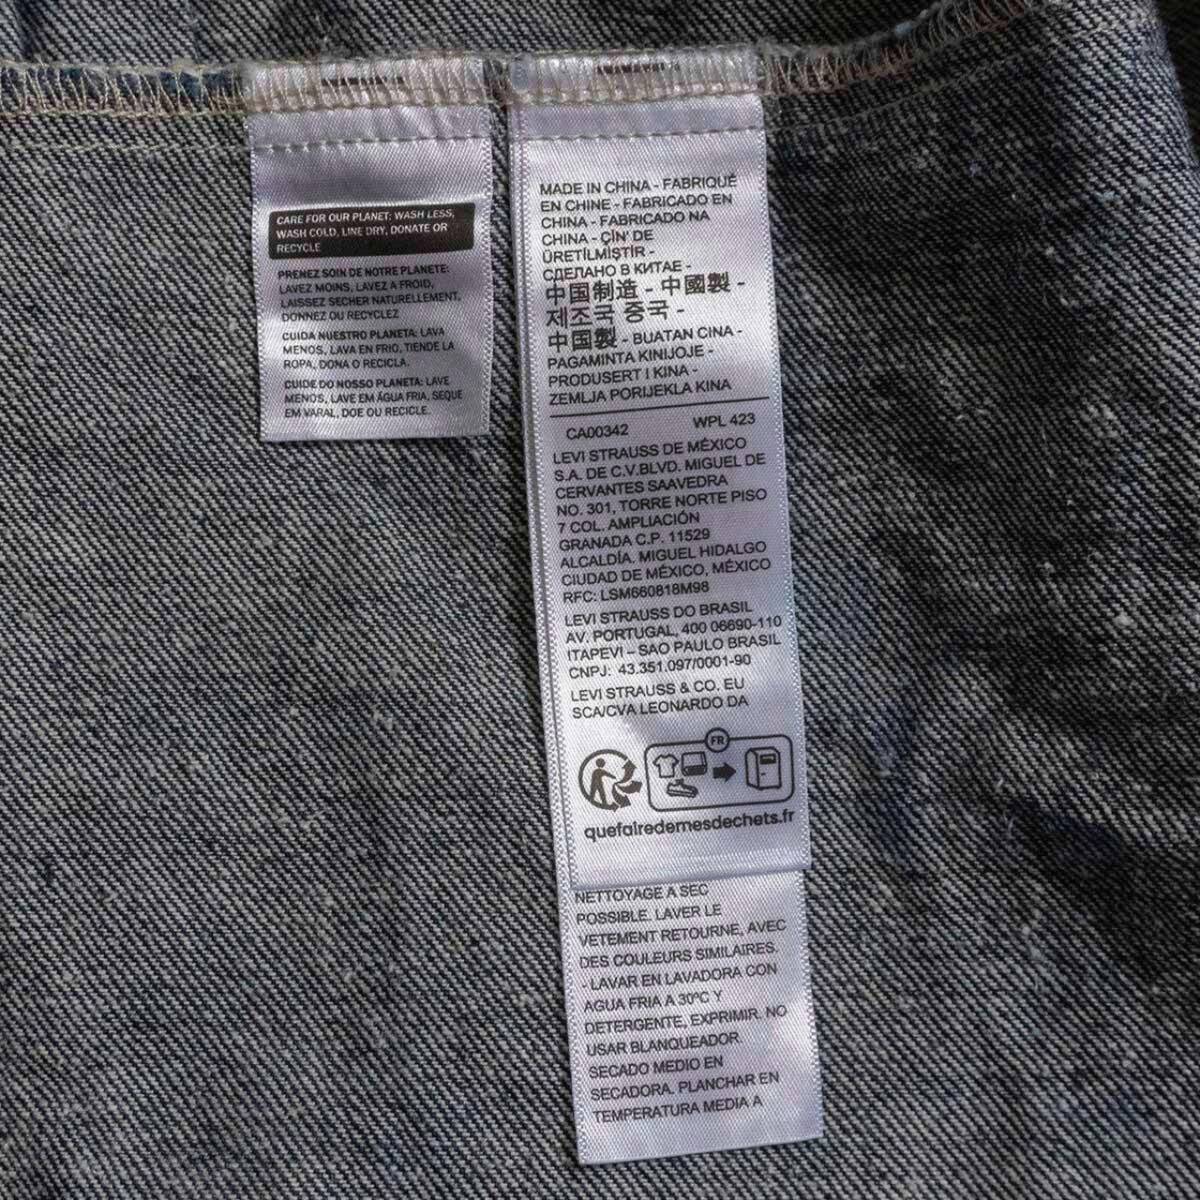 CARE FOR OUR PLANET: WASH LESS,
WASH COLD, LINE DRY, DONATE OR
RECYCLE
PRENEZ SOIN DE NOTRE PLANETE:
LAVEZ MOINS, LAVEZ A FROID,
LAISSEZ SECHER NATURELLEMENT,
DONNEZ OU RECYCLEZ
CUIDA NUESTRO PLANETA: LAVA
MENOS, LAVA EN FRIO, TIENDE LA
ROPA, DONA O RECICLA.
CUIDE DO NOSSO PLANETA: LAVE
MENOS, LAVE EM ÁGUA FRIA, SEQUE
EM VARAL, DOE OU RECICLE.
MADE IN CHINA - FABRIQUÉ
EN CHINE - FABRICADO EN
CHINA - FABRICADO NA
CHINA - ÇİN' DE
ÜRETİLMİŞTİR -
СДЕЛАНО В КИТАЕ -
中国制造 - 中國製 -
제조국 중국 -
中国製 - BUATAN CINA -
PAGAMINTA KINIJOJE -
PRODUSERT I KINA -
ZEMLJA PORIJEKLA KINA
CA00342 WPL 423
LEVI STRAUSS DE MÉXICO
S.A. DE C.V.BLVD. MIGUEL DE
CERVANTES SAAVEDRA
NO. 301, TORRE NORTE PISO
7 COL. AMPLIACIÓN
GRANADA C.P. 11529
ALCALDÍA. MIGUEL HIDALGO
CIUDAD DE MÉXICO, MÉXICO
RFC: LSM660818M98
LEVI STRAUSS DO BRASIL
AV. PORTUGAL, 400 06690-110
ITAPEVI – SAO PAULO BRASIL
CNPJ: 43.351.097/0001-90
LEVI STRAUSS & CO. EU
SCA/CVA LEONARDO DA
FR
quefairedemesdechets.fr
NETTOYAGE A SEC
POSSIBLE. LAVER LE
VETEMENT RETOURNE, AVEC
DES COULEURS SIMILAIRES.
- LAVAR EN LAVADORA CON
AGUA FRIA A 30ºC Y
DETERGENTE, EXPRIMIR. NO
USAR BLANQUEADOR.
SECADO MEDIO EN
SECADORA. PLANCHAR EN
TEMPERATURA MEDIA A